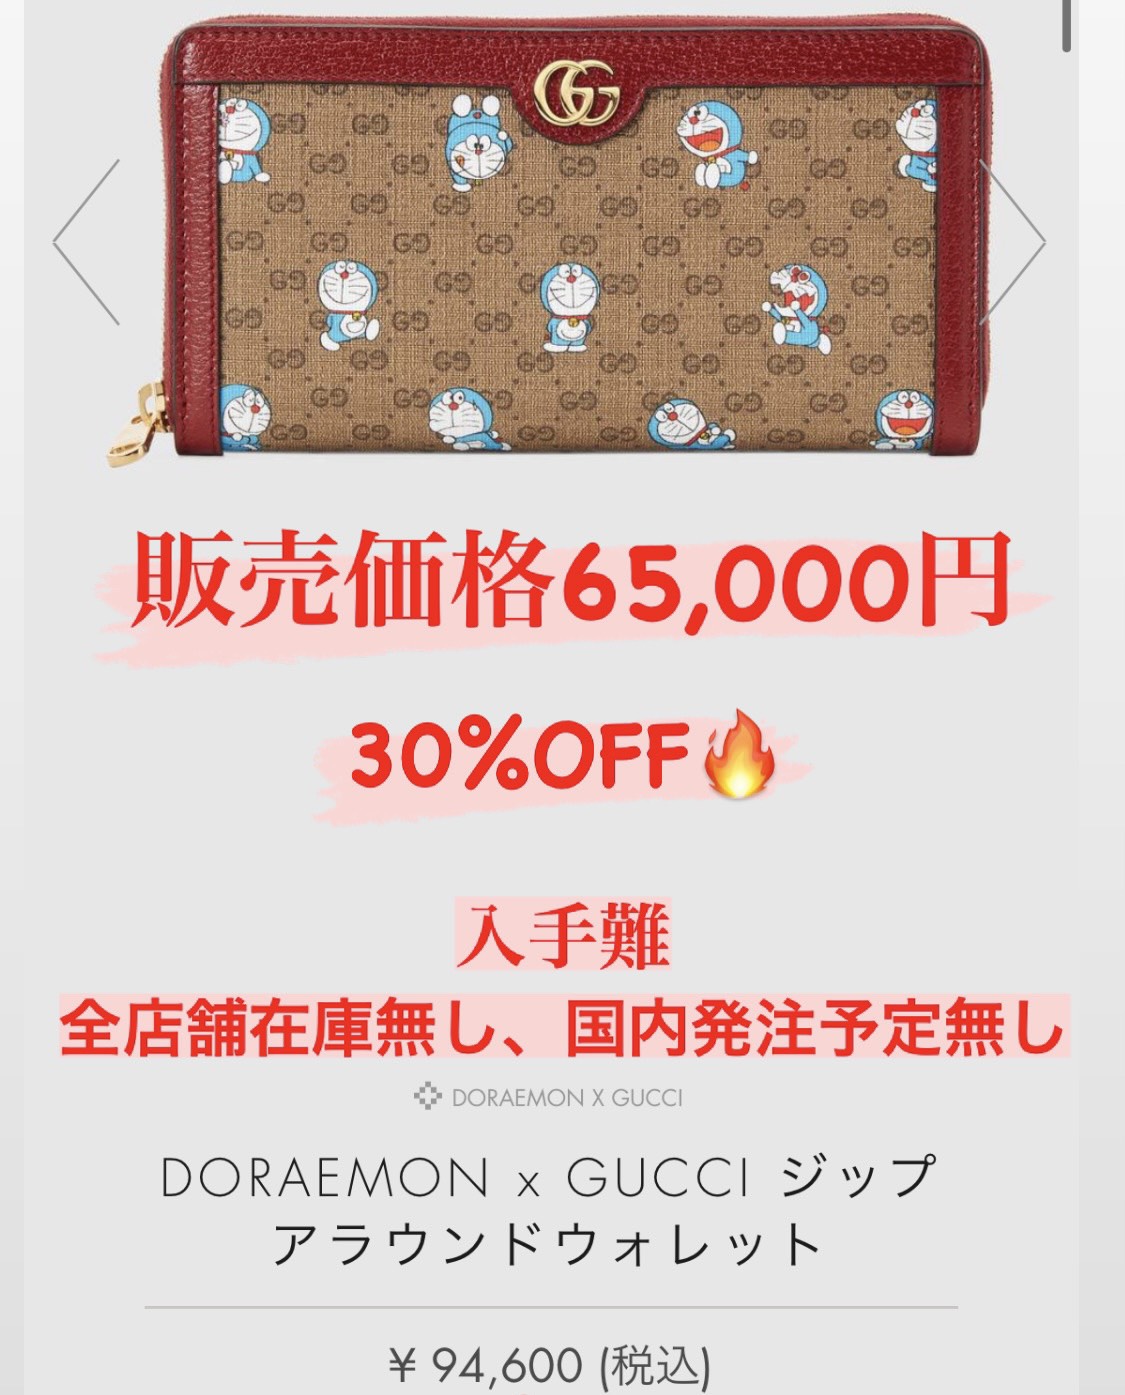 販売価格65,000円
30%OFF🔥
入手難
全店舗在庫無し、国内発注予定無し
DORAEMON X GUCCI
DORAEMON x GUCCI ジップ
アラウンドウォレット
¥ 94,600 (税込)